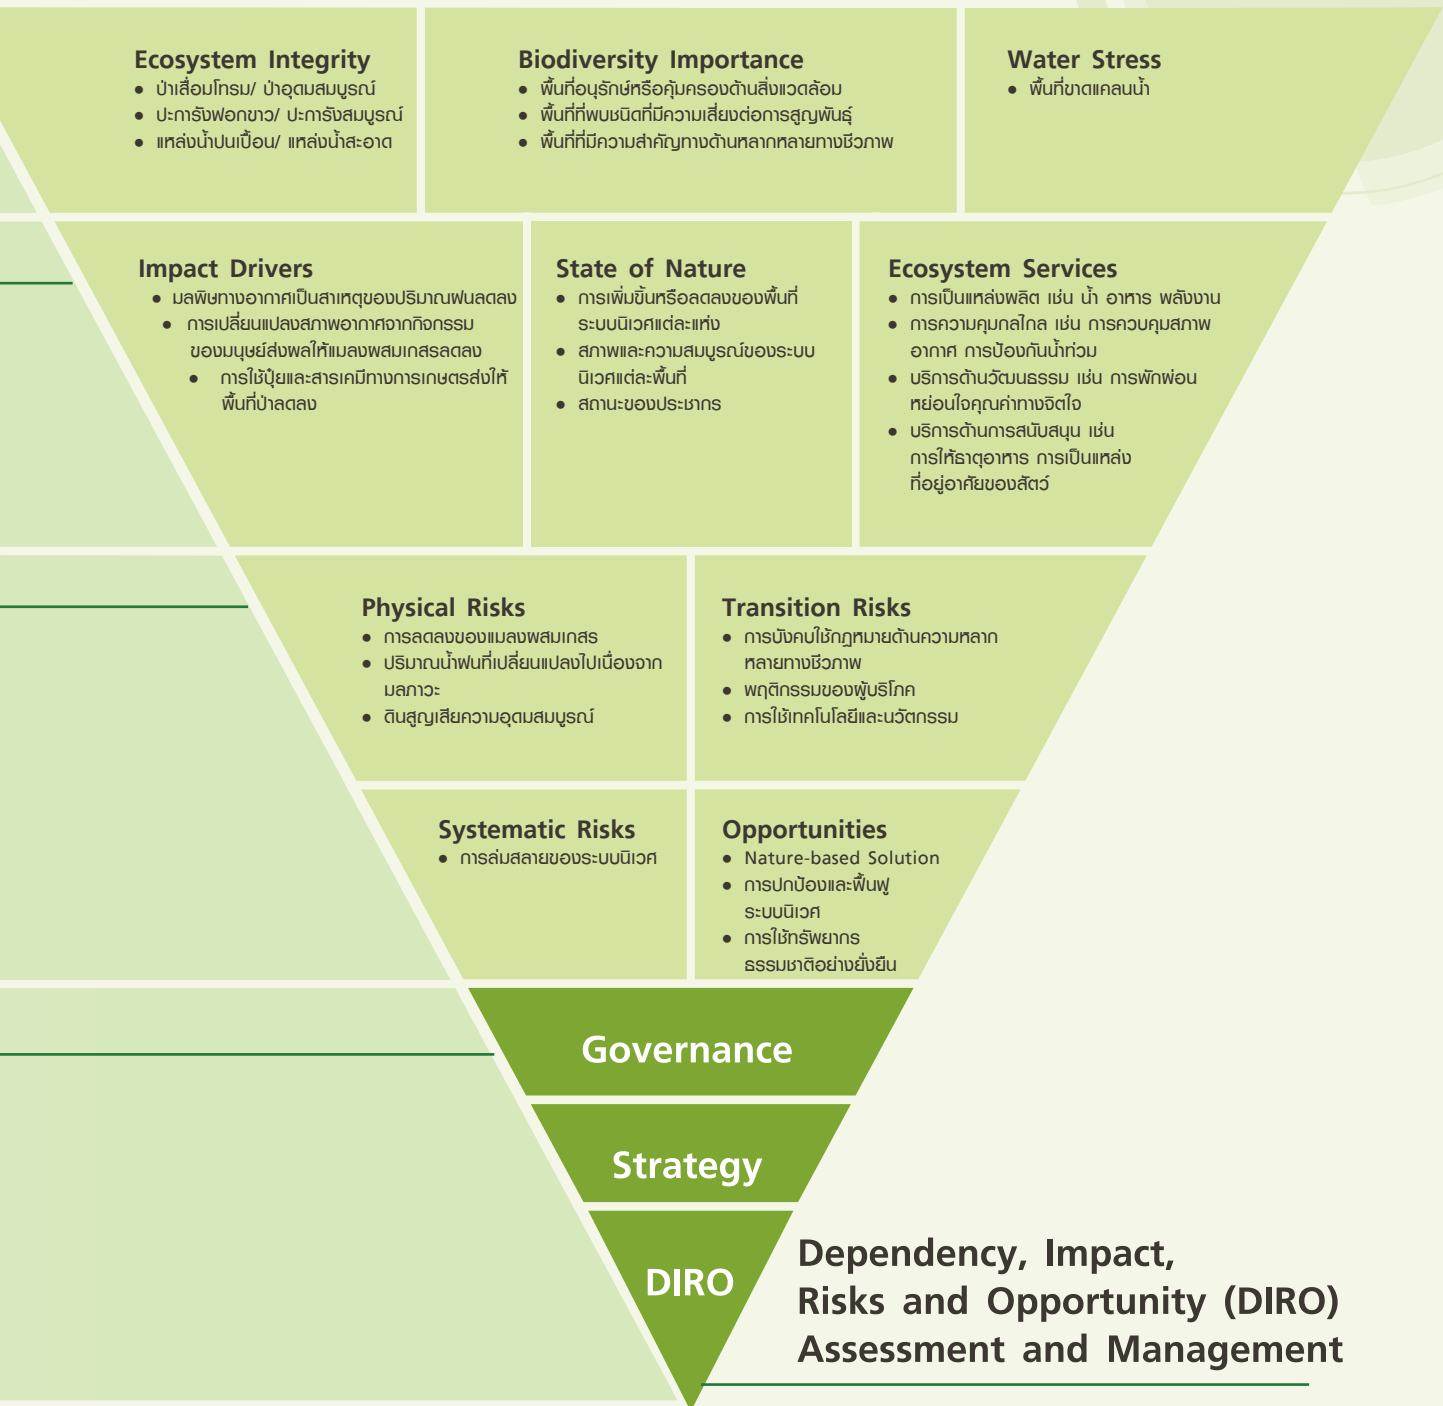 Ecosystem Integrity
● ป่าเสื่อมโทรม/ ป่าอุดมสมบูรณ์
● ปะการังฟอกขาว/ ปะการังสมบูรณ์
● แหล่งน้ำปนเปื้อน/ แหล่งน้ำสะอาด
Biodiversity Importance
● พื้นที่อนุรักษ์หรือคุ้มครองด้านสิ่งแวดล้อม
● พื้นที่ที่พบชนิดที่มีความเสี่ยงต่อการสูญพันธุ์
● พื้นที่ที่มีความสำคัญทางด้านหลากหลายทางชีวภาพ
Water Stress
● พื้นที่ขาดแคลนน้ำ
Impact Drivers
● มลพิษทางอากาศเป็นสาเหตุของปริมาณฝนลดลง
● การเปลี่ยนแปลงสภาพอากาศจากกิจกรรม
ของมนุษย์ส่งผลให้แมลงผสมเกสรลดลง
● การใช้ปุ๋ยและสารเคมีทางการเกษตรส่งให้
พื้นที่ป่าลดลง
State of Nature
● การเพิ่มขึ้นหรือลดลงของพื้นที่
ระบบนิเวศแต่ละแห่ง
● สภาพและความสมบูรณ์ของระบบ
นิเวศแต่ละพื้นที่
● สถานะของประชากร
Ecosystem Services
● การเป็นแหล่งผลิต เช่น น้ำ อาหาร พลังงาน
● การความคุมกลไกล เช่น การควบคุมสภาพ
อากาศ การป้องกันน้ำท่วม
● บริการด้านวัฒนธรรม เช่น การพักผ่อน
หย่อนใจคุณค่าทางจิตใจ
● บริการด้านการสนับสนุน เช่น
การให้ธาตุอาหาร การเป็นแหล่ง
ที่อยู่อาศัยของสัตว์
Physical Risks
● การลดลงของแมลงผสมเกสร
● ปริมาณน้ำฝนที่เปลี่ยนแปลงไปเนื่องจาก
มลภาวะ
● ดินสูญเสียความอุดมสมบูรณ์
Transition Risks
● การบังคบใช้กฎหมายด้านความหลาก
หลายทางชีวภาพ
● พฤติกรรมของผู้บริโภค
● การใช้เทคโนโลยีและนวัตกรรม
Systematic Risks
● การล่มสลายของระบบนิเวศ
Opportunities
● Nature-based Solution
● การปกป้องและฟื้นฟู
ระบบนิเวศ
● การใช้ทรัพยากร
ธรรมชาติอย่างยั่งยืน
Governance
Strategy
DIRO
Dependency, Impact,
Risks and Opportunity (DIRO)
Assessment and Management